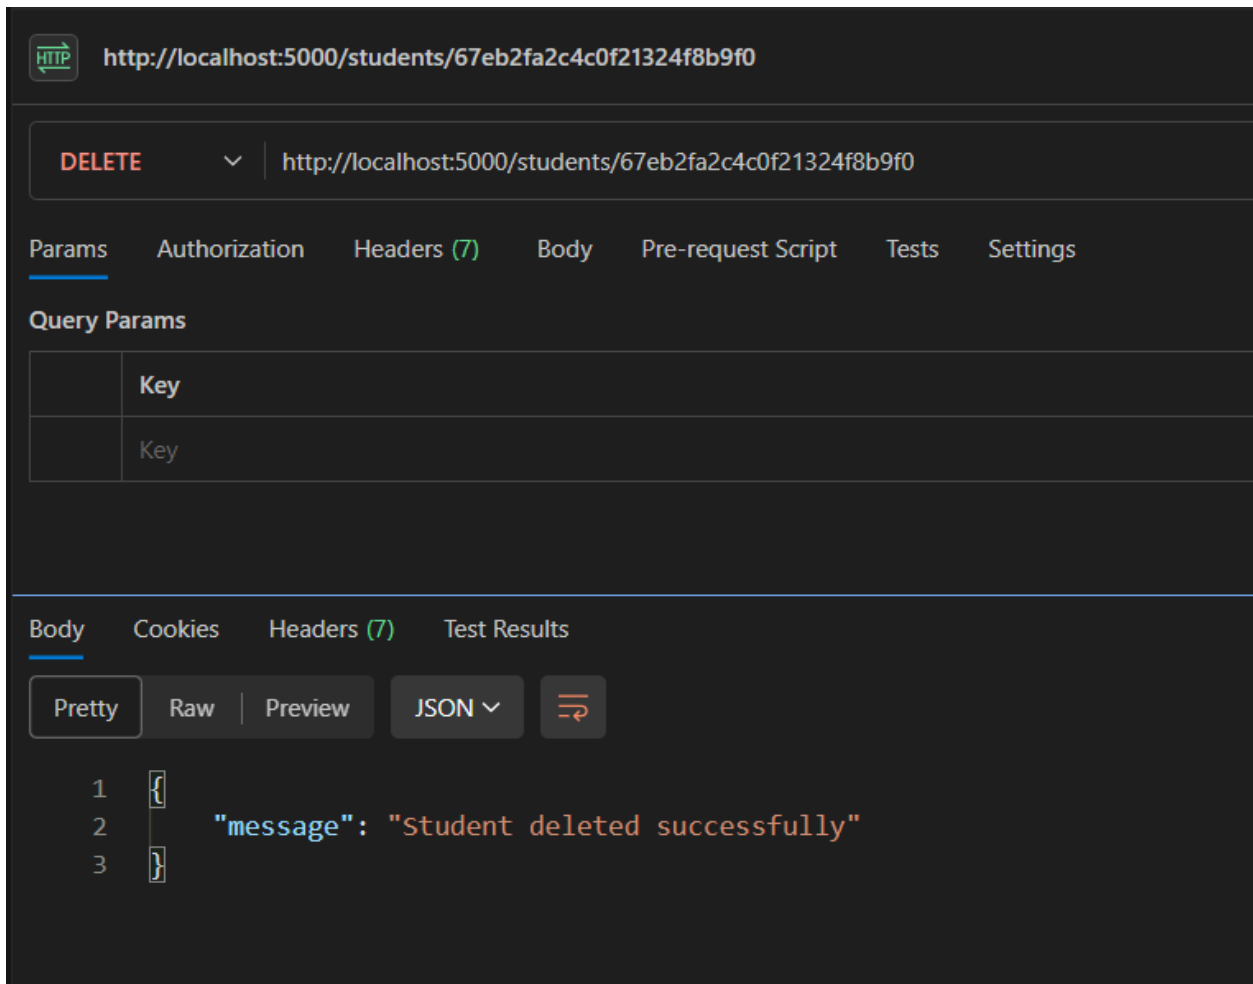 HTTP http://localhost:5000/students/67eb2fa2c4c0f21324f8b9f0
DELETE http://localhost:5000/students/67eb2fa2c4c0f21324f8b9f0
Params Authorization Headers (7) Body Pre-request Script Tests Settings
Query Params
Key
Key
Body Cookies Headers (7) Test Results
Pretty Raw Preview JSON
1 {
2 "message": "Student deleted successfully"
3 }